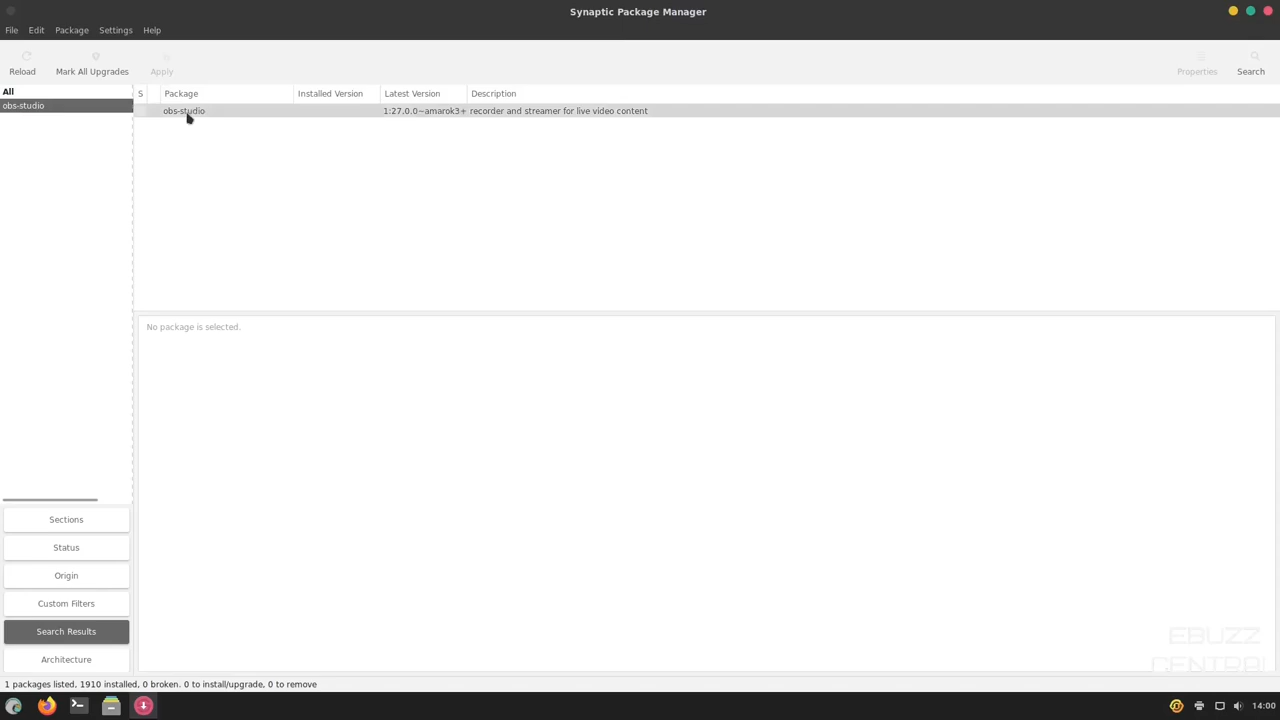 Synaptic Package Manager
File Edit Package Settings Help
Reload Mark All Upgrades Apply Properties Search
All
obs-studio
S Package Installed Version Latest Version Description
obs-studio 1:27.0.0~amarok3+ recorder and streamer for live video content
No package is selected.
Sections
Status
Origin
Custom Filters
Search Results
Architecture
EBUZZ
CENTRAL
1 packages listed, 1910 installed, 0 broken. 0 to install/upgrade, 0 to remove
14:00